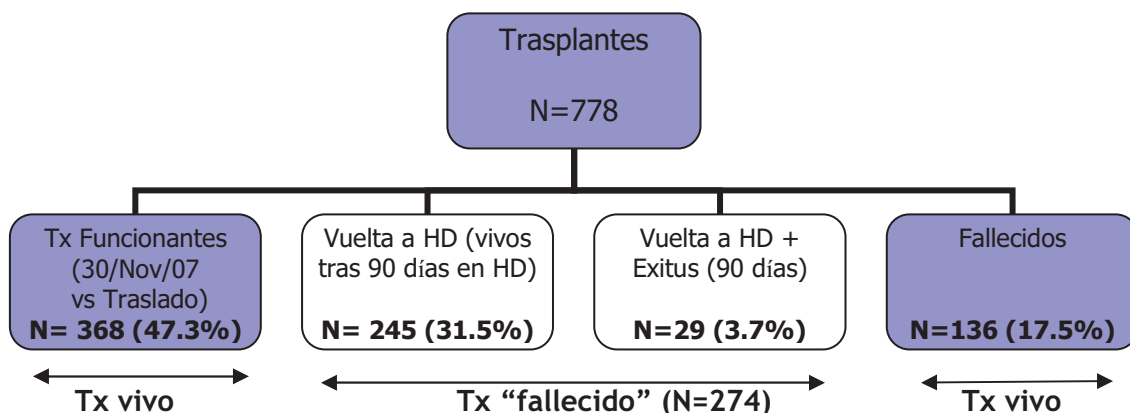 Trasplantes
N=778
Tx Funcionantes
(30/Nov/07
vs Traslado)
N= 368 (47.3%)
Vuelta a HD (vivos
tras 90 días en HD)
N= 245 (31.5%)
Vuelta a HD +
Exitus (90 días)
N=29 (3.7%)
Fallecidos
N=136 (17.5%)
Tx vivo
Tx “fallecido” (N=274)
Tx vivo